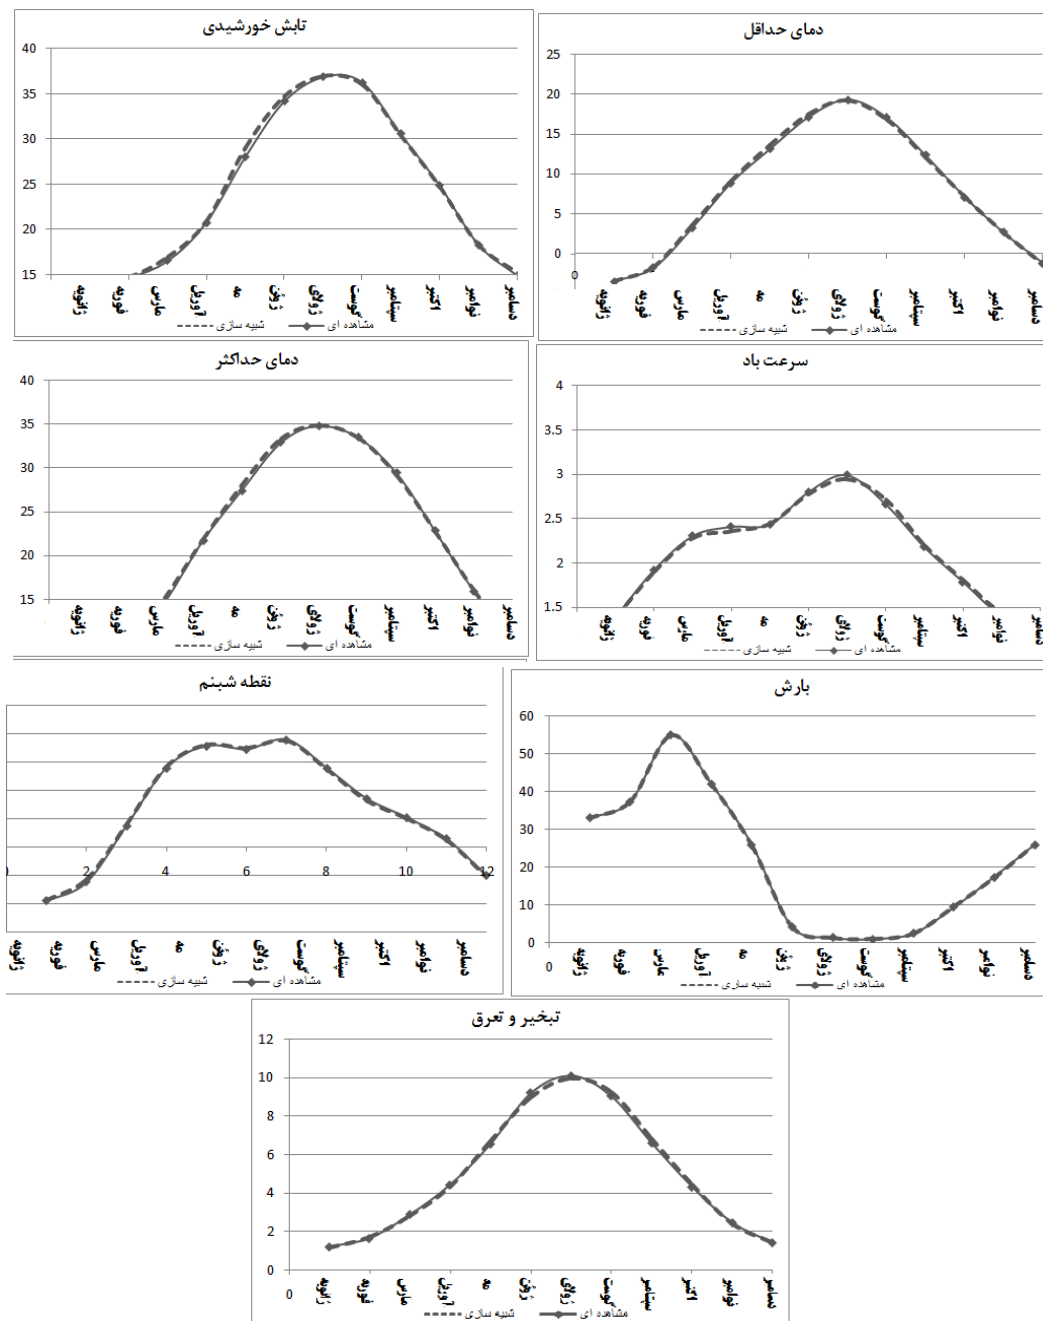 تابش خورشیدی
40
35
30
25
20
15
ژانویه فوریه مارس آوریل مه ژوئن ژولای گوست سپتامبر اکتبر نوامبر دسامبر
شبیه سازی مشاهده ای
دمای حداقل
25
20
15
10
5
0
0
ژانویه فوریه مارس آوریل مه ژوئن ژولای گوست سپتامبر اکتبر نوامبر دسامبر
شبیه سازی مشاهده ای
دمای حداکثر
40
35
30
25
20
15
ژانویه فوریه مارس آوریل مه ژوئن ژولای گوست سپتامبر اکتبر نوامبر دسامبر
شبیه سازی مشاهده ای
سرعت باد
4
3.5
3
2.5
2
1.5
ژانویه فوریه مارس آوریل مه ژوئن ژولای گوست سپتامبر اکتبر نوامبر دسامبر
شبیه سازی مشاهده ای
نقطه شبنم
0 2 4 6 8 10 12
ژانویه فوریه مارس آوریل مه ژوئن ژولای گوست سپتامبر اکتبر نوامبر دسامبر
شبیه سازی مشاهده ای
بارش
60
50
40
30
20
10
0
0
ژانویه فوریه مارس آوریل مه ژوئن ژولای گوست سپتامبر اکتبر نوامبر دسامبر
شبیه سازی مشاهده ای
تبخیر و تعرق
12
10
8
6
4
2
0
0
ژانویه فوریه مارس آوریل مه ژوئن ژولای گوست سپتامبر اکتبر نوامبر دسامبر
شبیه سازی مشاهده ای